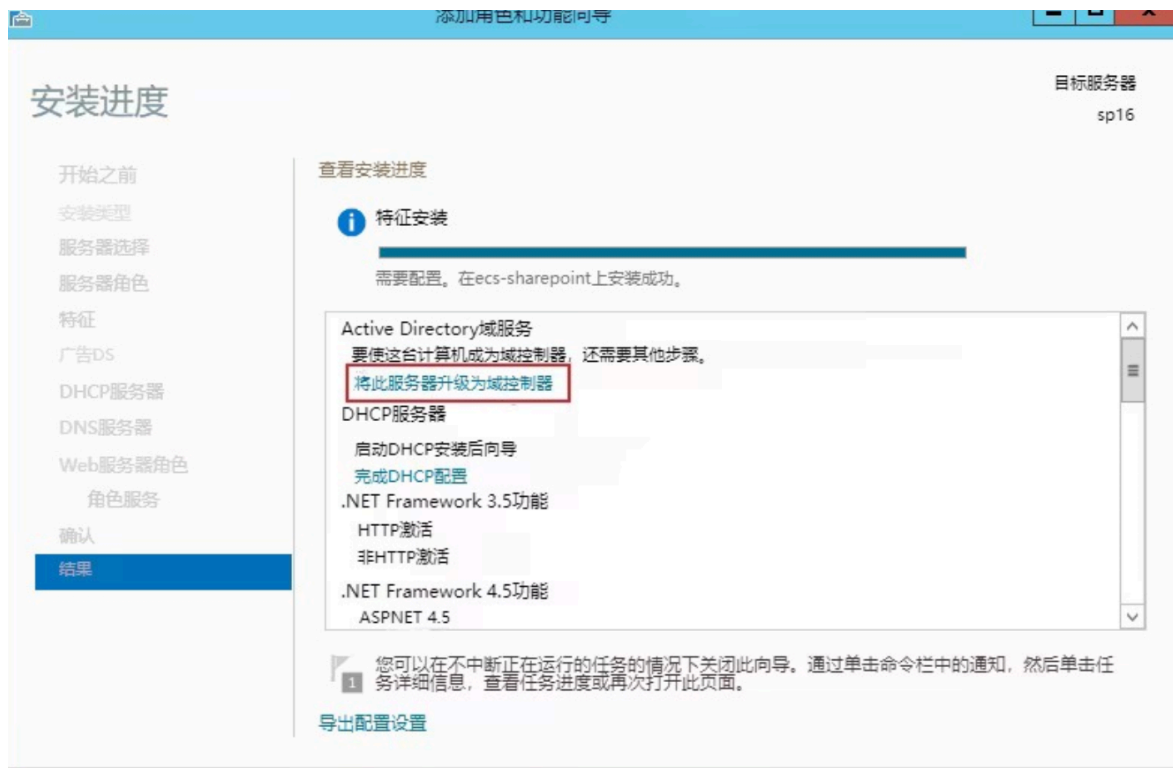 添加角色和功能向导
安装进度
目标服务器
sp16
开始之前
安装类型
服务器选择
服务器角色
特征
广告DS
DHCP服务器
DNS服务器
Web服务器角色
角色服务
确认
结果
查看安装进度
特征安装
需要配置。在ecs-sharepoint上安装成功。
Active Directory域服务
要使这台计算机成为域控制器，还需要其他步骤。
将此服务器升级为域控制器
DHCP服务器
启动DHCP安装后向导
完成DHCP配置
.NET Framework 3.5功能
HTTP激活
非HTTP激活
.NET Framework 4.5功能
ASPNET 4.5
1
您可以在不中断正在运行的任务的情况下关闭此向导。通过单击命令栏中的通知，然后单击任
务详细信息，查看任务进度或再次打开此页面。
导出配置设置